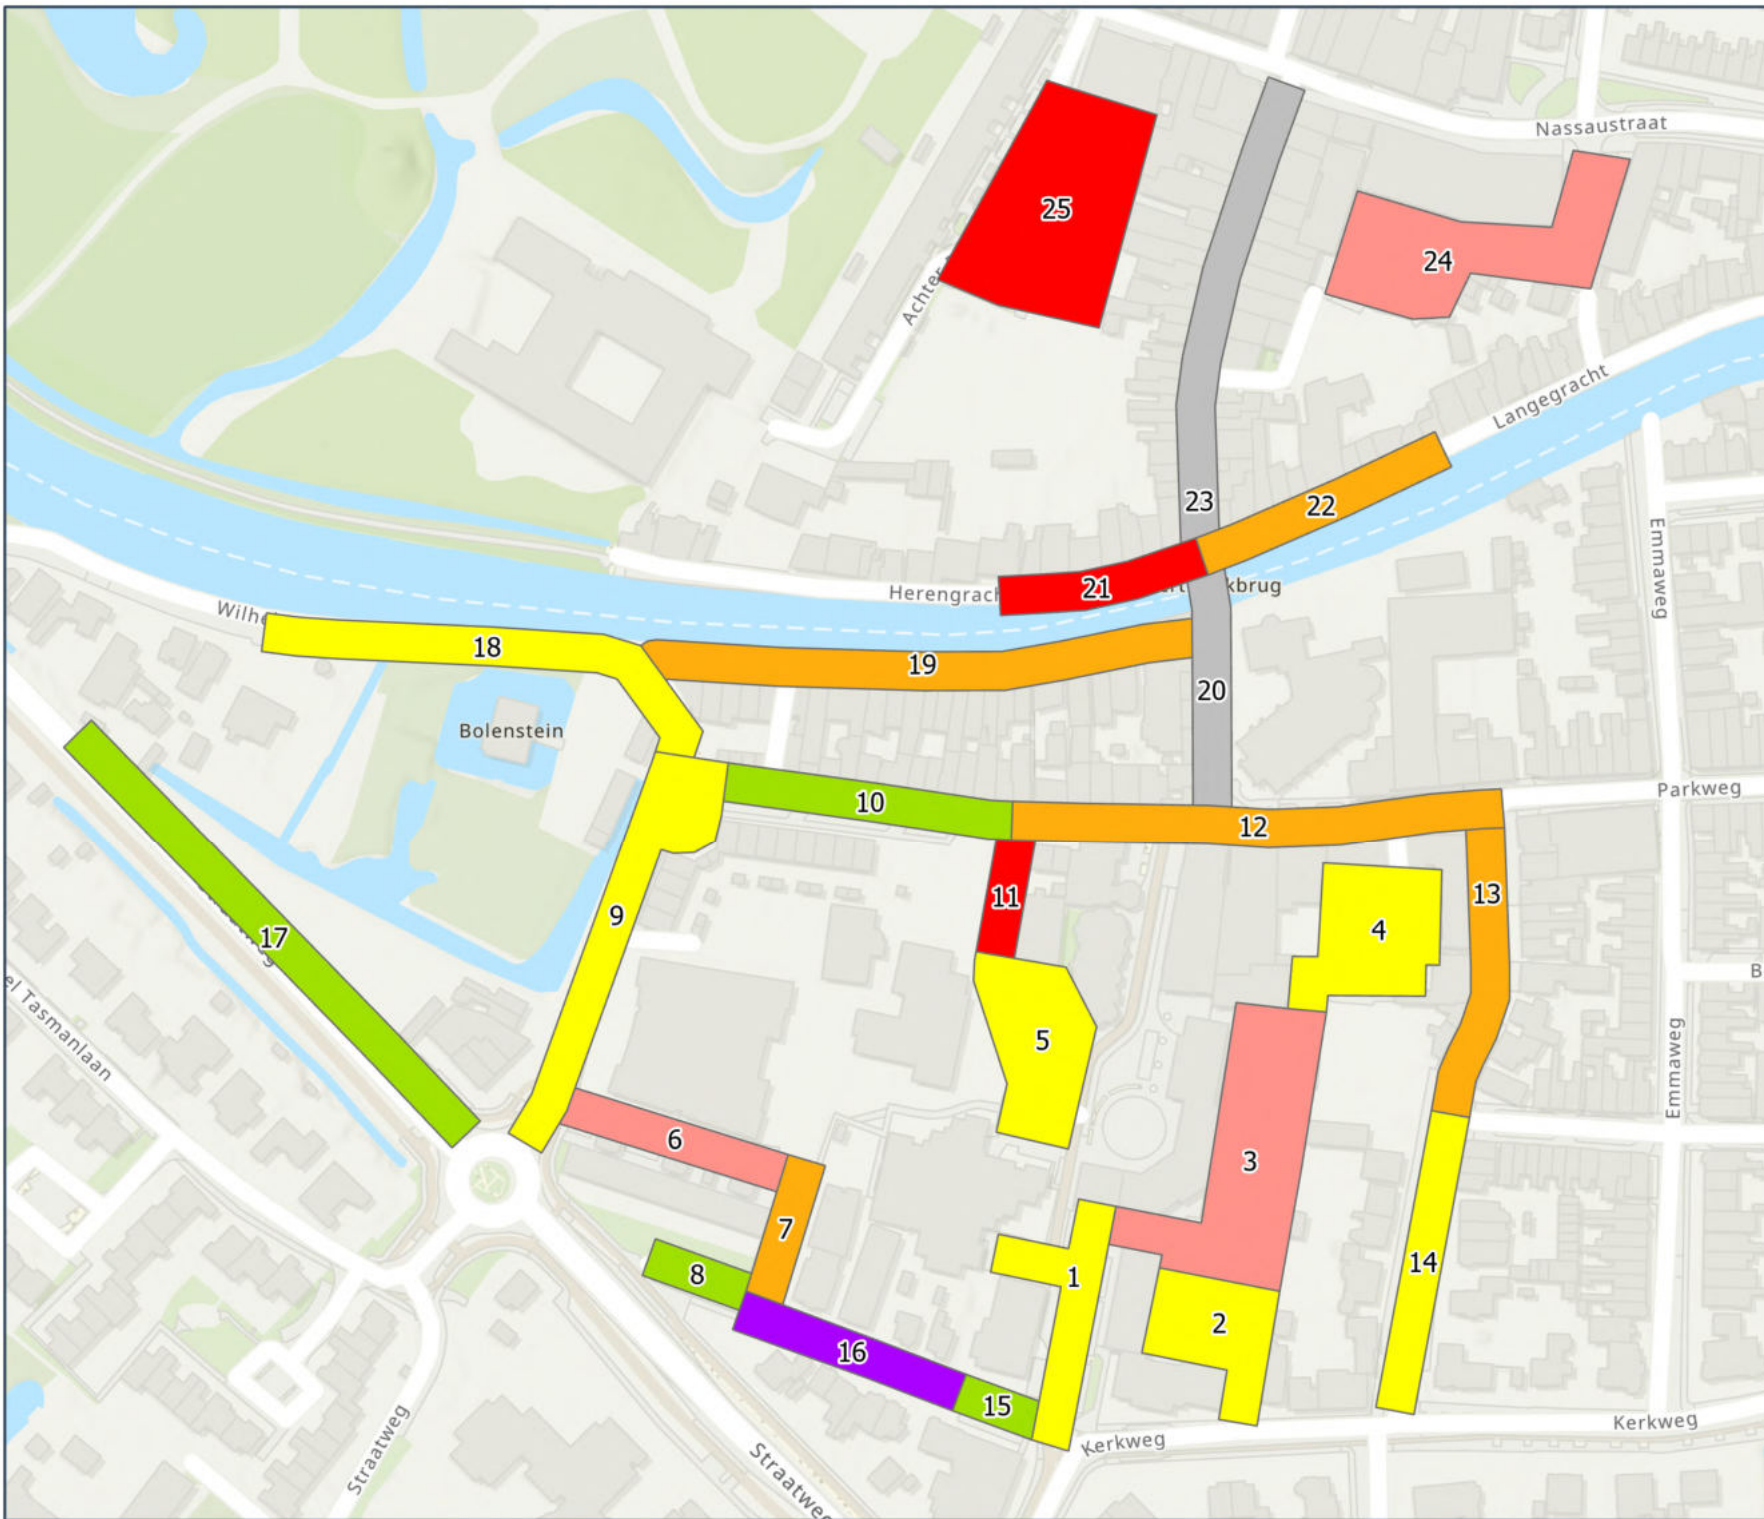 Nassaustraat
25
24
Achter
Langegracht
23
22
Emmaweg
21
kbrug
Herengrach
Wilhe
18
19
20
Bolenstein
Parkweg
10
12
13
11
9
4
17
B
el Tasmanlaan
5
Emmaweg
6
3
7
8
1
14
2
16
15
Straatweg
Kerkweg
Kerkweg
Straatweg